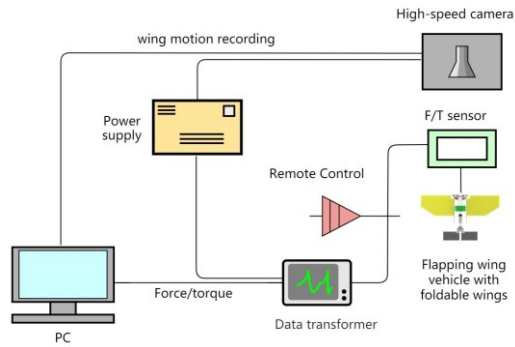 High-speed camera
wing motion recording
F/T sensor
Power
supply
Remote Control
Flapping wing
vehicle with
foldable wings
Force/torque
Data transformer
PC